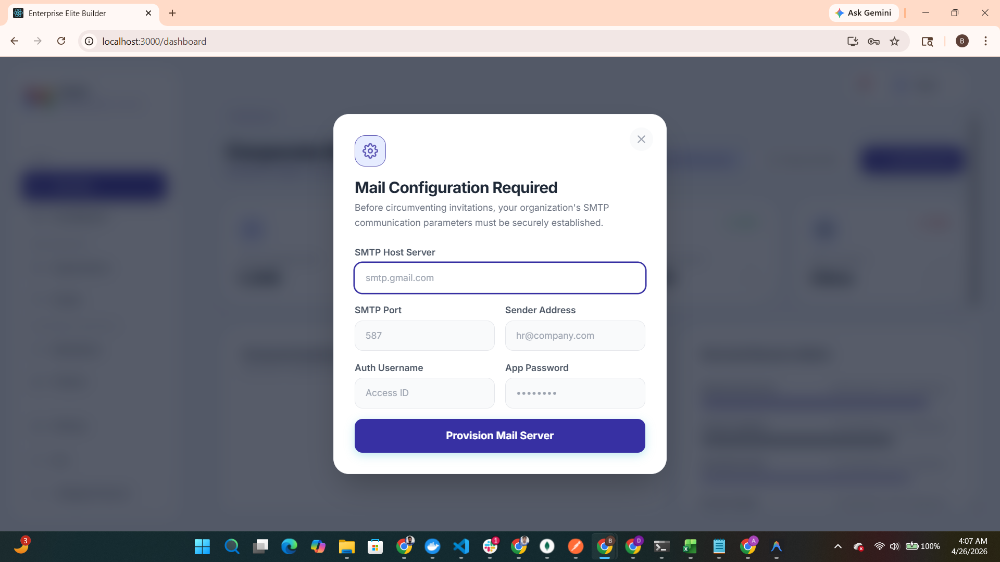 Enterprise Elite Builder
Ask Gemini
localhost:3000/dashboard
B
Mail Configuration Required
Before circumventing invitations, your organization's SMTP
communication parameters must be securely established.
SMTP Host Server
smtp.gmail.com
SMTP Port
Sender Address
587
hr@company.com
Auth Username
App Password
Access ID
Provision Mail Server
3
1
B
D
A
100%
4:07 AM
4/26/2026